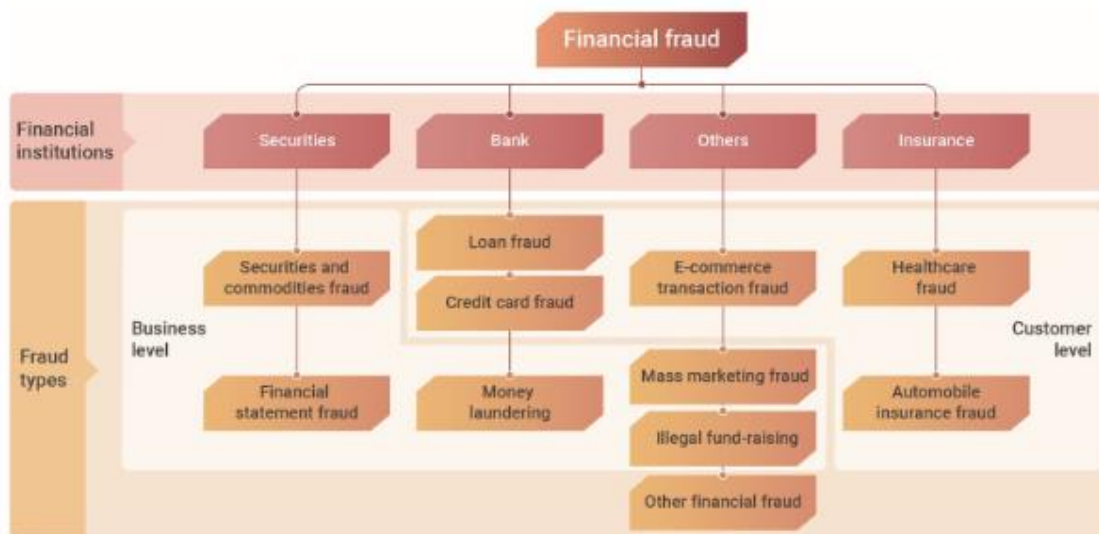 Financial fraud
Financial
institutions
Securities
Bank
Others
Insurance
Fraud
types
Business
level
Customer
level
Securities and
commodities fraud
Financial
statement fraud
Loan fraud
Credit card fraud
Money
laundering
E-commerce
transaction fraud
Mass marketing fraud
Illegal fund-raising
Other financial fraud
Healthcare
fraud
Automobile
insurance fraud